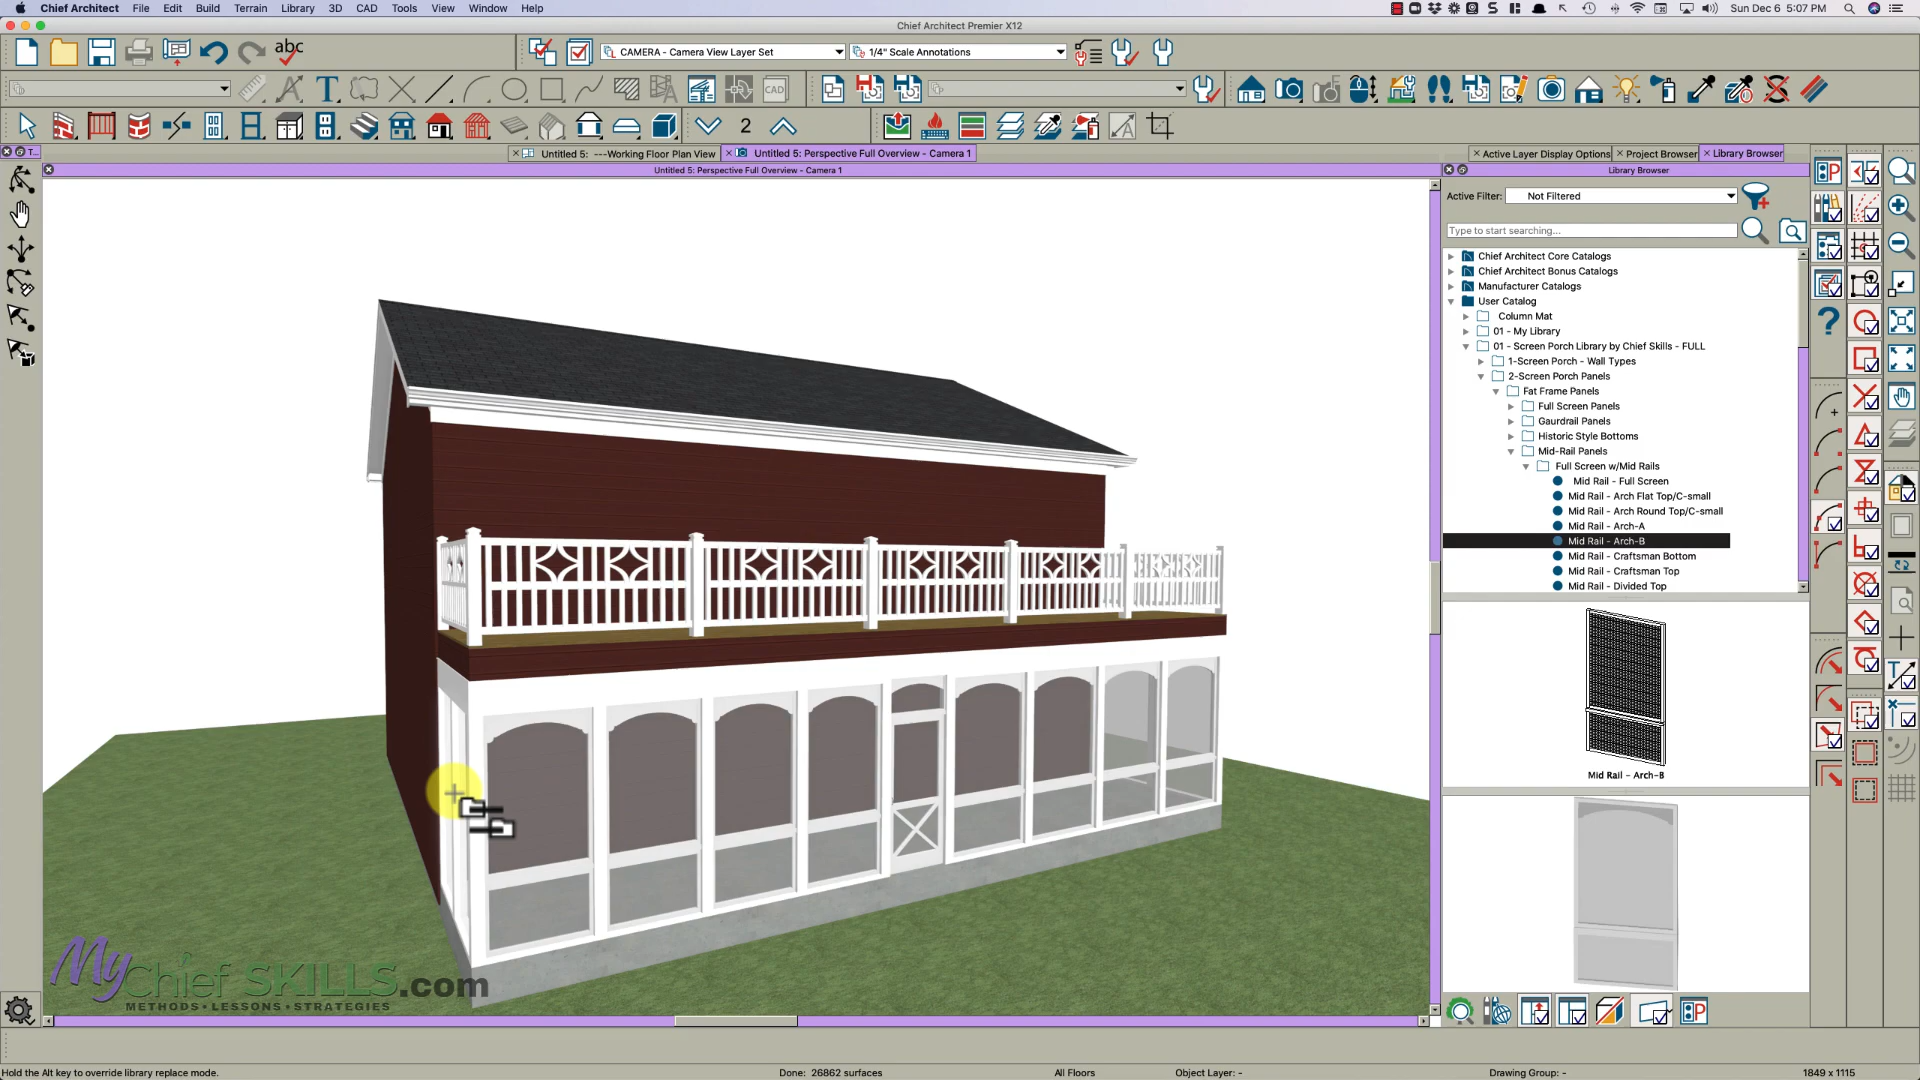 Chief Architect File Edit Build Terrain Library 3D CAD Tools View Window Help
Sun Dec 6 5:07 PM
Chief Architect Premier X12
abc
CAMERA - Camera View Layer Set
1/4" Scale Annotations
T
CAD
2
A
T...
Untitled 5: ---Working Floor Plan View
Untitled 5: Perspective Full Overview - Camera 1
Active Layer Display Options
Project Browser
Library Browser
Untitled 5: Perspective Full Overview - Camera 1
Library Browser
Active Filter: Not Filtered
Type to start searching...
Chief Architect Core Catalogs
Chief Architect Bonus Catalogs
Manufacturer Catalogs
User Catalog
Column Mat
01 - My Library
01 - Screen Porch Library by Chief Skills - FULL
1-Screen Porch - Wall Types
2-Screen Porch Panels
Fat Frame Panels
Full Screen Panels
Gaurdrail Panels
Historic Style Bottoms
Mid-Rail Panels
Full Screen w/Mid Rails
Mid Rail - Full Screen
Mid Rail - Arch Flat Top/C-small
Mid Rail - Arch Round Top/C-small
Mid Rail - Arch-A
Mid Rail - Arch-B
Mid Rail - Craftsman Bottom
Mid Rail - Craftsman Top
Mid Rail - Divided Top
Mid Rail - Arch-B
MyChief SKILLS.com
METHODS • LESSONS • STRATEGIES
Hold the Alt key to override library replace mode.
Done: 26862 surfaces
All Floors
Object Layer: -
Drawing Group: -
1849 x 1115